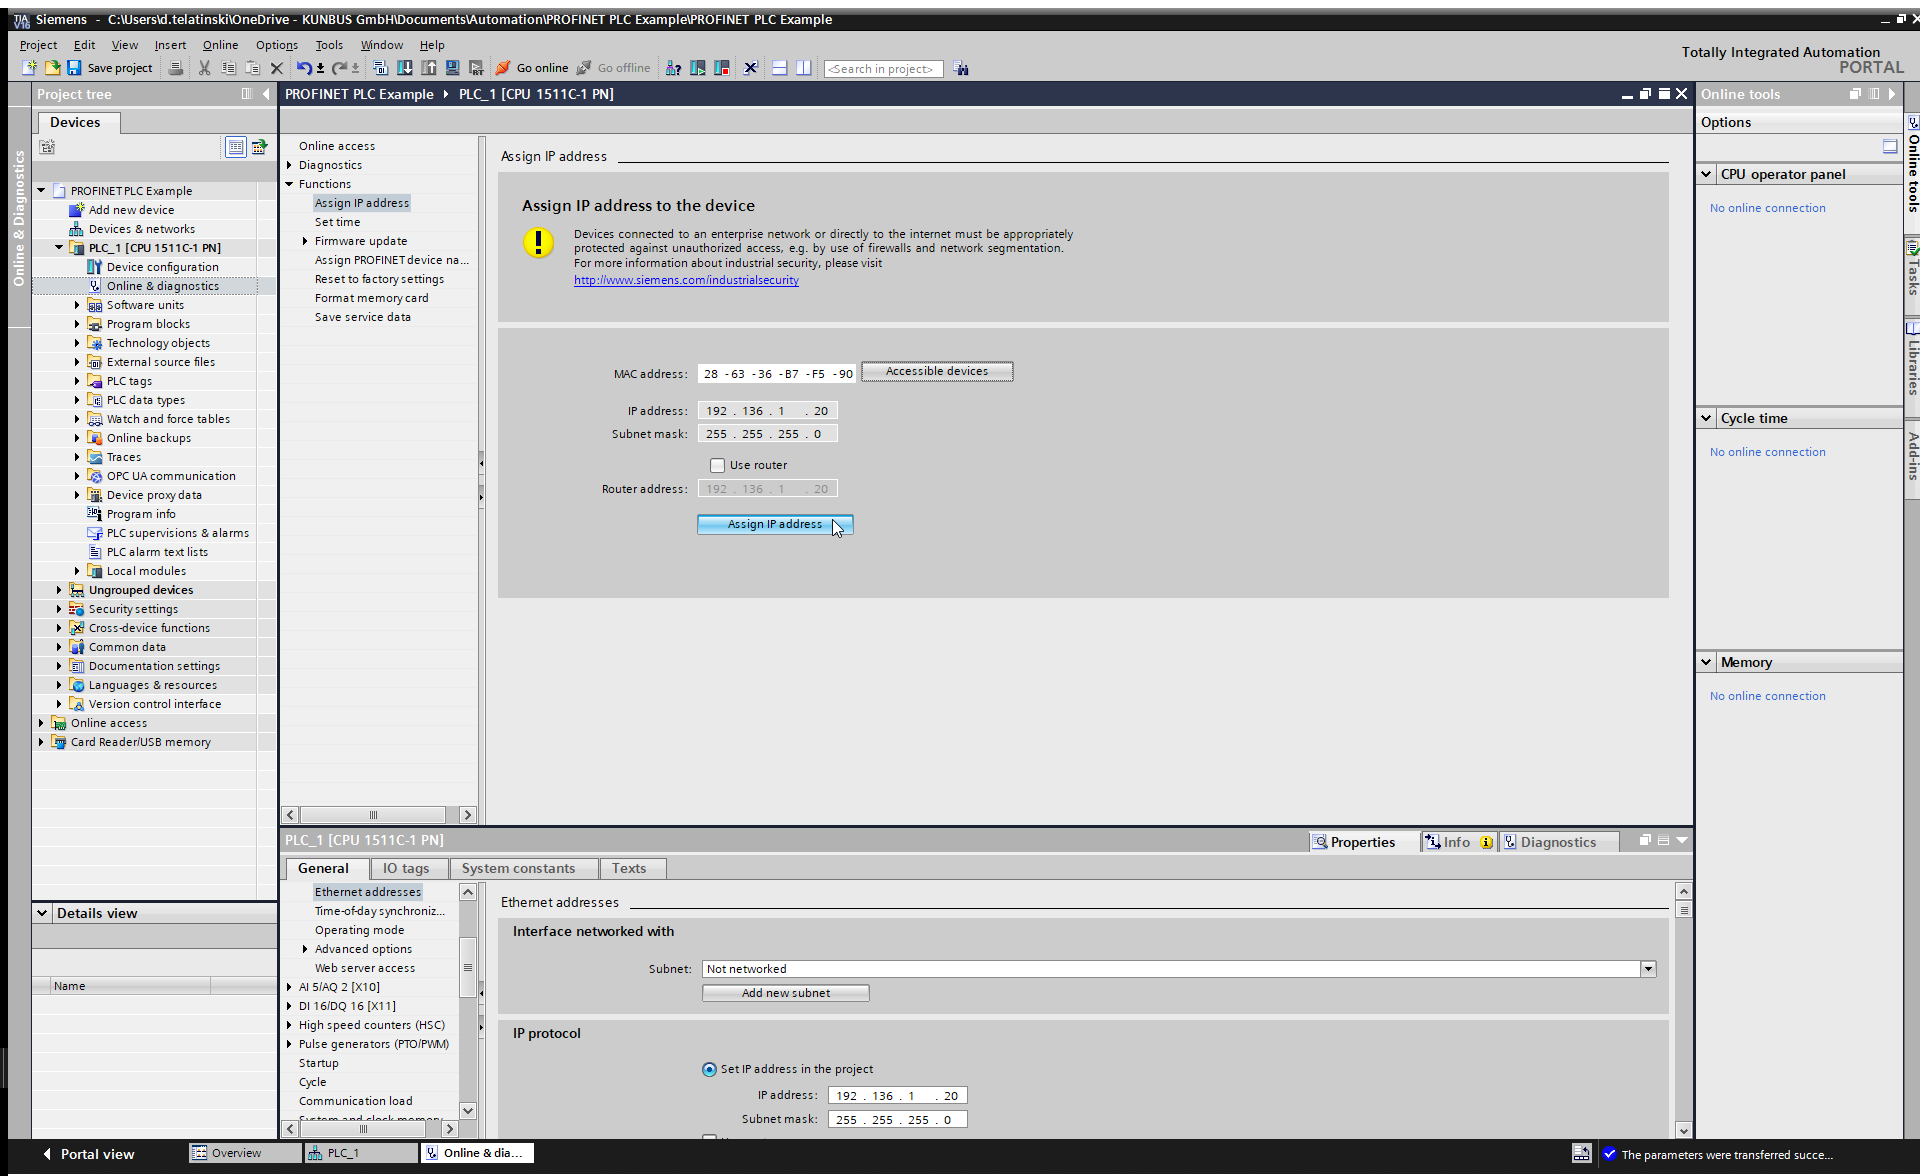 Siemens - C:\Users\d.telatinski\OneDrive - KUNBUS GmbH\Documents\Automation\PROFINET PLC Example\PROFINET PLC Example
Project Edit View Insert Online Options Tools Window Help
Totally Integrated Automation
PORTAL
Save project
Go online
Go offline
<Search in project>
Project tree
PROFINET PLC Example
PLC_1 [CPU 1511C-1 PN]
Online tools
Devices
Options
Online & Diagnostics
PROFINET PLC Example
Add new device
Devices & networks
PLC_1 [CPU 1511C-1 PN]
Device configuration
Online & diagnostics
Software units
Program blocks
Technology objects
External source files
PLC tags
PLC data types
Watch and force tables
Online backups
Traces
OPC UA communication
Device proxy data
Program info
PLC supervisions & alarms
PLC alarm text lists
Local modules
Ungrouped devices
Security settings
Cross-device functions
Common data
Documentation settings
Languages & resources
Version control interface
Online access
Card Reader/USB memory
Details view
Name
Online access
Diagnostics
Functions
Assign IP address
Set time
Firmware update
Assign PROFINET device na...
Reset to factory settings
Format memory card
Save service data
Assign IP address
Assign IP address to the device
Devices connected to an enterprise network or directly to the internet must be appropriately
protected against unauthorized access, e.g. by use of firewalls and network segmentation.
For more information about industrial security, please visit
http://www.siemens.com/industrialsecurity
MAC address: 28 -63 -36 -B7 -F5 -90 Accessible devices
IP address: 192 . 136 . 1 . 20
Subnet mask: 255 . 255 . 255 . 0
Use router
Router address: 192 . 136 . 1 . 20
Assign IP address
CPU operator panel
No online connection
Cycle time
No online connection
Memory
No online connection
Online tools
Tasks
Libraries
Add-ins
PLC_1 [CPU 1511C-1 PN]
Properties Info Diagnostics
General IO tags System constants Texts
Ethernet addresses
Time-of-day synchroniz...
Operating mode
Advanced options
Web server access
AI 5/AQ 2 [X10]
DI 16/DQ 16 [X11]
High speed counters (HSC)
Pulse generators (PTO/PWM)
Startup
Cycle
Communication load
System and clock memory
Ethernet addresses
Interface networked with
Subnet: Not networked
Add new subnet
IP protocol
Set IP address in the project
IP address: 192 . 136 . 1 . 20
Subnet mask: 255 . 255 . 255 . 0
Portal view
Overview
PLC_1
Online & dia...
The parameters were transferred succe...